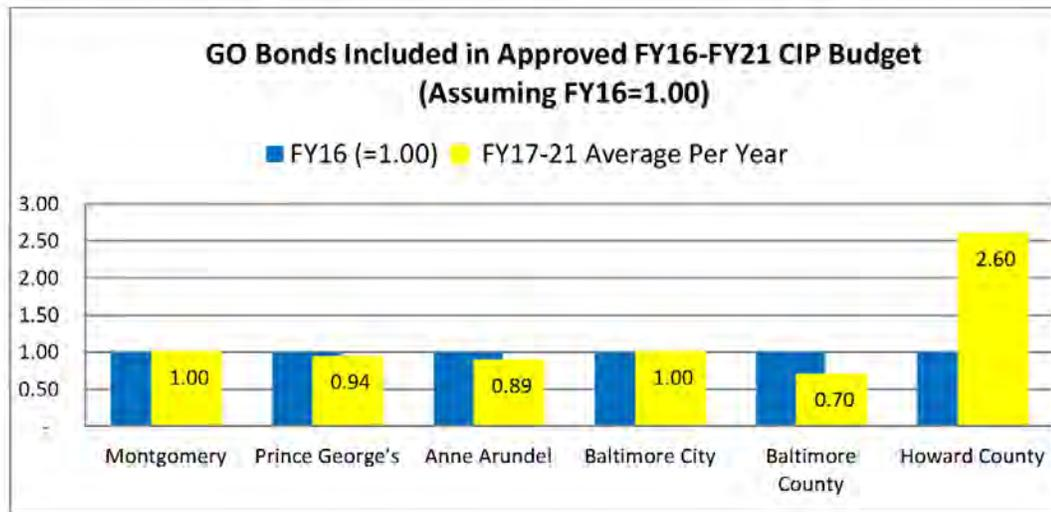 GO Bonds Included in Approved FY16-FY21 CIP Budget
(Assuming FY16=1.00)
FY16 (=1.00) FY17-21 Average Per Year
3.00
2.50
2.00
1.50
1.00
0.50
-
1.00
0.94
0.89
1.00
0.70
2.60
Montgomery
Prince George's
Anne Arundel
Baltimore City
Baltimore
County
Howard County